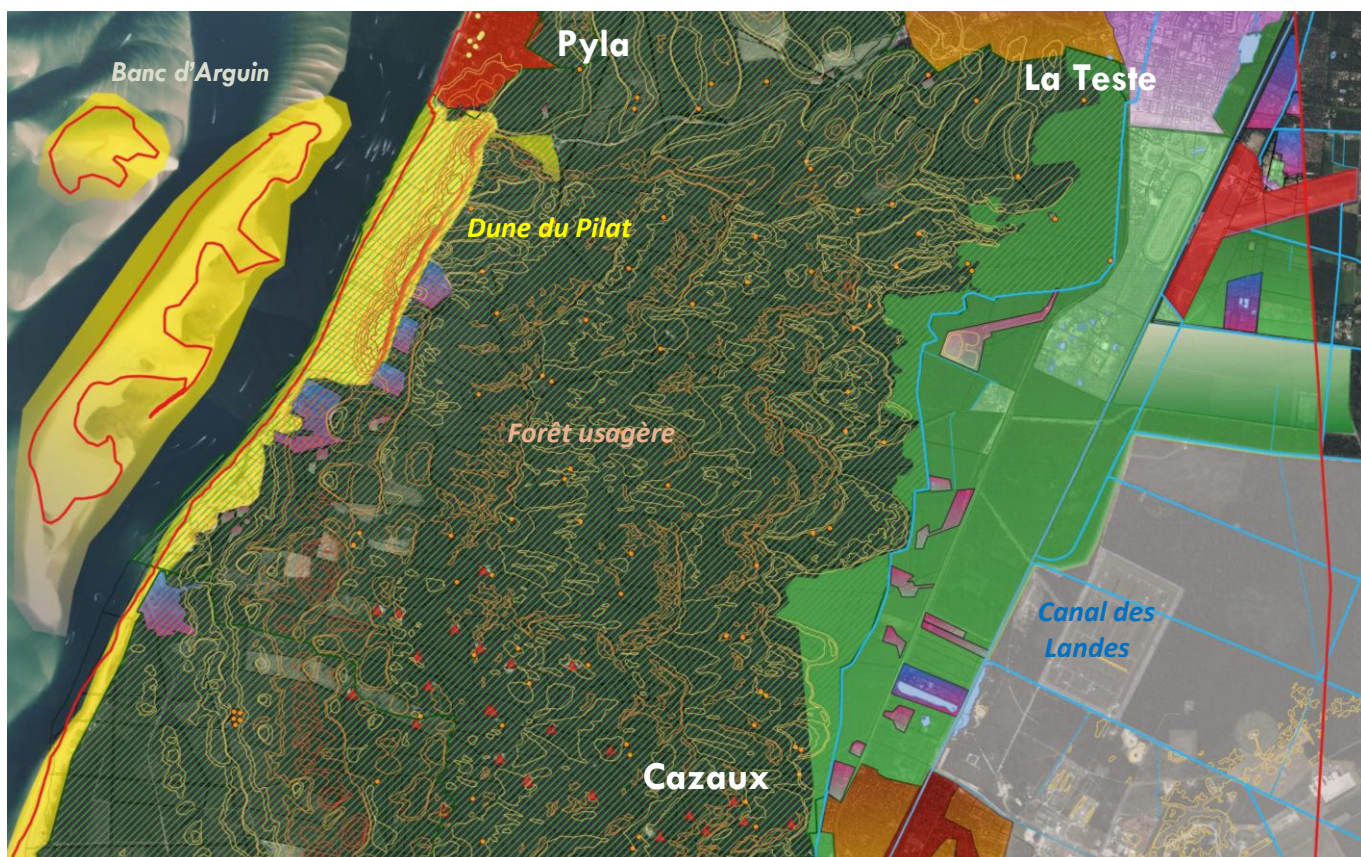 Pyla
Banc d'Arguin
La Teste
Dune du Pilat
Forêt usagère
Canal des
Landes
Cazaux